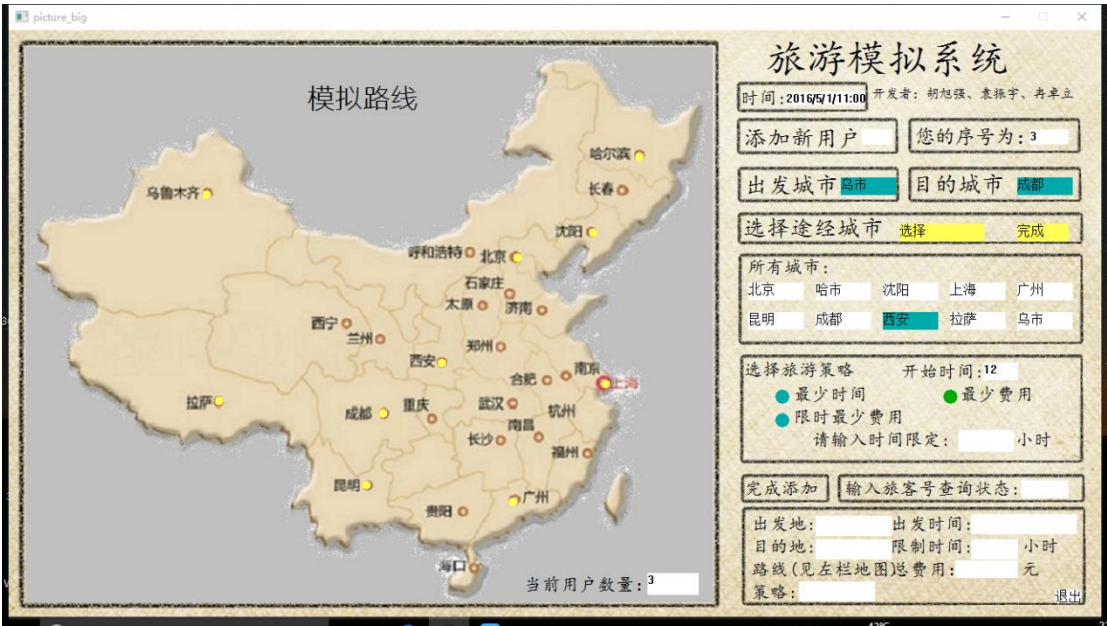 picture_big
模拟路线
哈尔滨
长春
乌鲁木齐
沈阳
呼和浩特
北京
石家庄
太原
济南
西宁
兰州
郑州
西安
南京
合肥
上海
拉萨
成都
重庆
武汉
杭州
南昌
长沙
福州
昆明
广州
贵阳
海口
当前用户数量:3
旅游模拟系统
时间:2016/5/1/11:00
开发者: 胡旭强、袁振宇、冉卓立
添加新用户
您的序号为:3
出发城市 乌市
目的城市 成都
选择途经城市 选择 完成
所有城市:
北京 哈市 沈阳 上海 广州
昆明 成都 西安 拉萨 乌市
选择旅游策略 开始时间:12
最少时间 最少费用
限时最少费用
请输入时间限定: 小时
完成添加 输入旅客号查询状态:
出发地: 出发时间:
目的地: 限制时间: 小时
路线(见左栏地图)总费用: 元
策略:
退出